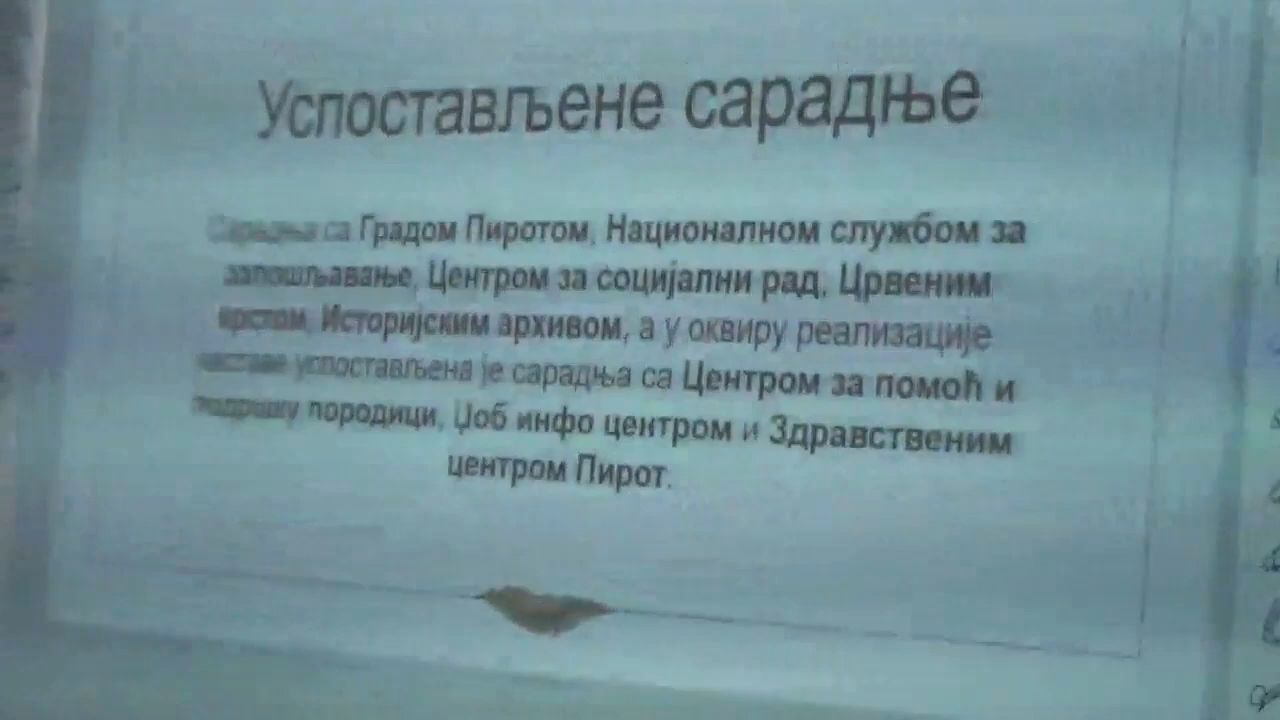 Успостављене сарадње
Сарадња са Градом Пиротом, Националном службом за
запошљавање, Центром за социјални рад, Црвеним
крстом, Историјским архивом, а у оквиру реализације
наставе успостављена је сарадња са Центром за помоћ и
подршку породици, Џоб инфо центром и Здравственим
центром Пирот.